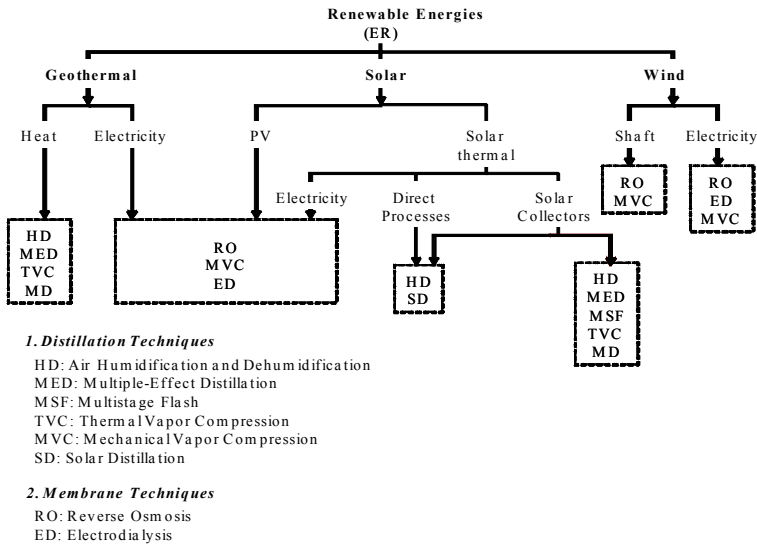 Renewable Energies
(ER)
Geothermal Solar Wind
Heat Electricity PV Solar
thermal Shaft Electricity
Electricity Direct
Processes Solar
Collectors
RO
MVC
RO
ED
MVC
HD
MED
TVC
MD
RO
MVC
ED
HD
SD
HD
MED
MSF
TVC
MD
1. Distillation Techniques
HD: Air Humidification and Dehumidification
MED: Multiple-Effect Distillation
MSF: Multistage Flash
TVC: Thermal Vapor Compression
MVC: Mechanical Vapor Compression
SD: Solar Distillation
2. Membrane Techniques
RO: Reverse Osmosis
ED: Electrodialysis